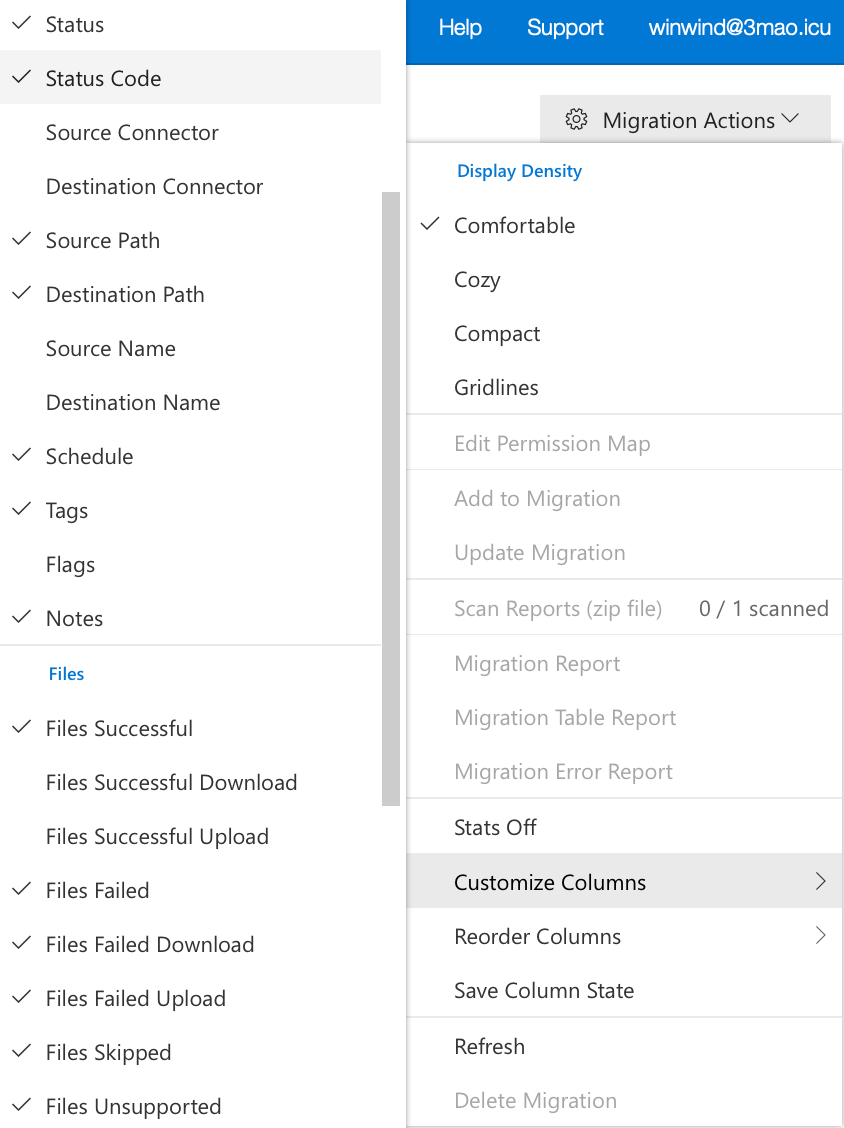 Status
Status Code
Source Connector
Destination Connector
Source Path
Destination Path
Source Name
Destination Name
Schedule
Tags
Flags
Notes
Files
Files Successful
Files Successful Download
Files Successful Upload
Files Failed
Files Failed Download
Files Failed Upload
Files Skipped
Files Unsupported
Help Support winwind@3mao.icu
Migration Actions
Display Density
Comfortable
Cozy
Compact
Gridlines
Edit Permission Map
Add to Migration
Update Migration
Scan Reports (zip file) 0 / 1 scanned
Migration Report
Migration Table Report
Migration Error Report
Stats Off
Customize Columns
Reorder Columns
Save Column State
Refresh
Delete Migration